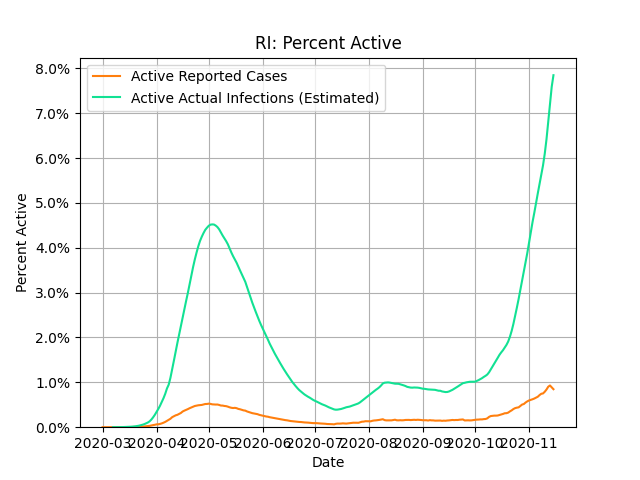 RI: Percent Active
Active Reported Cases
Active Actual Infections (Estimated)
8.0%
7.0%
6.0%
5.0%
4.0%
3.0%
2.0%
1.0%
0.0%
Percent Active
2020-03 2020-04 2020-05 2020-06 2020-07 2020-08 2020-09 2020-10 2020-11
Date